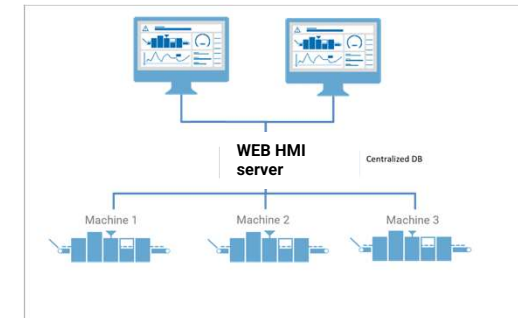 WEB HMI
server
Centralized DB
Machine 1
Machine 2
Machine 3